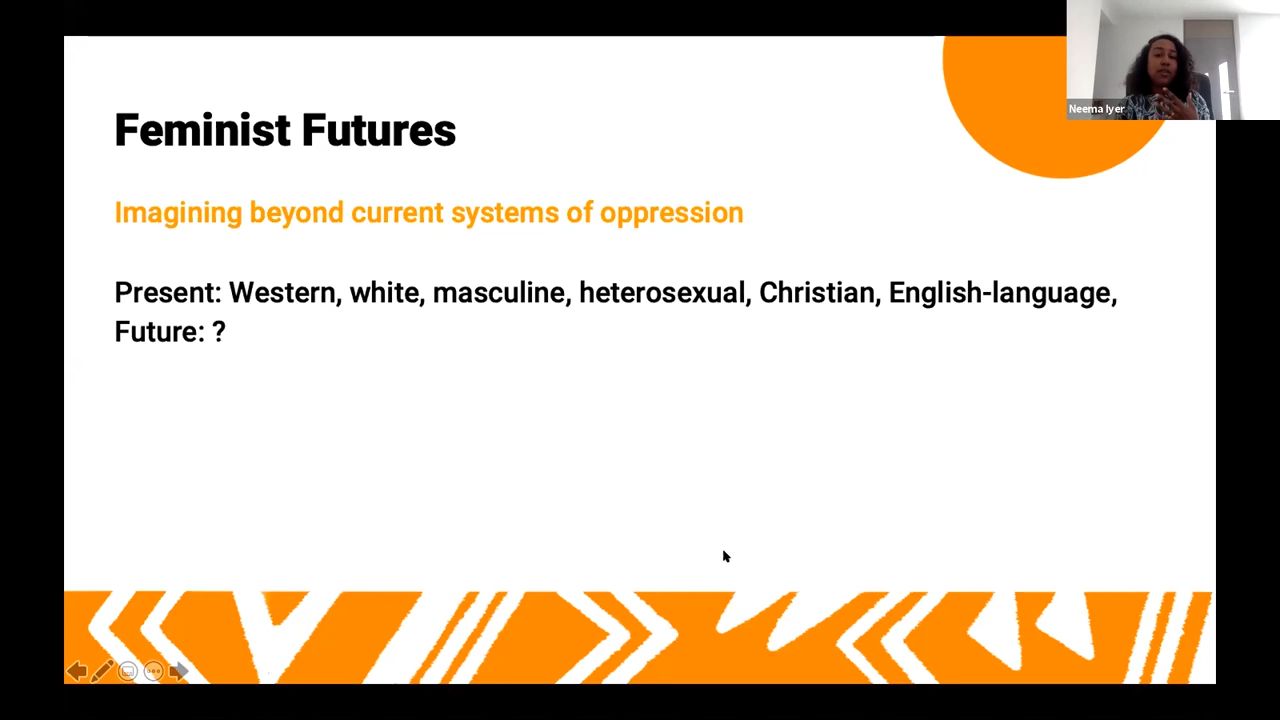 Feminist Futures
Imagining beyond current systems of oppression
Present: Western, white, masculine, heterosexual, Christian, English-language,
Future: ?
Neema Iyer